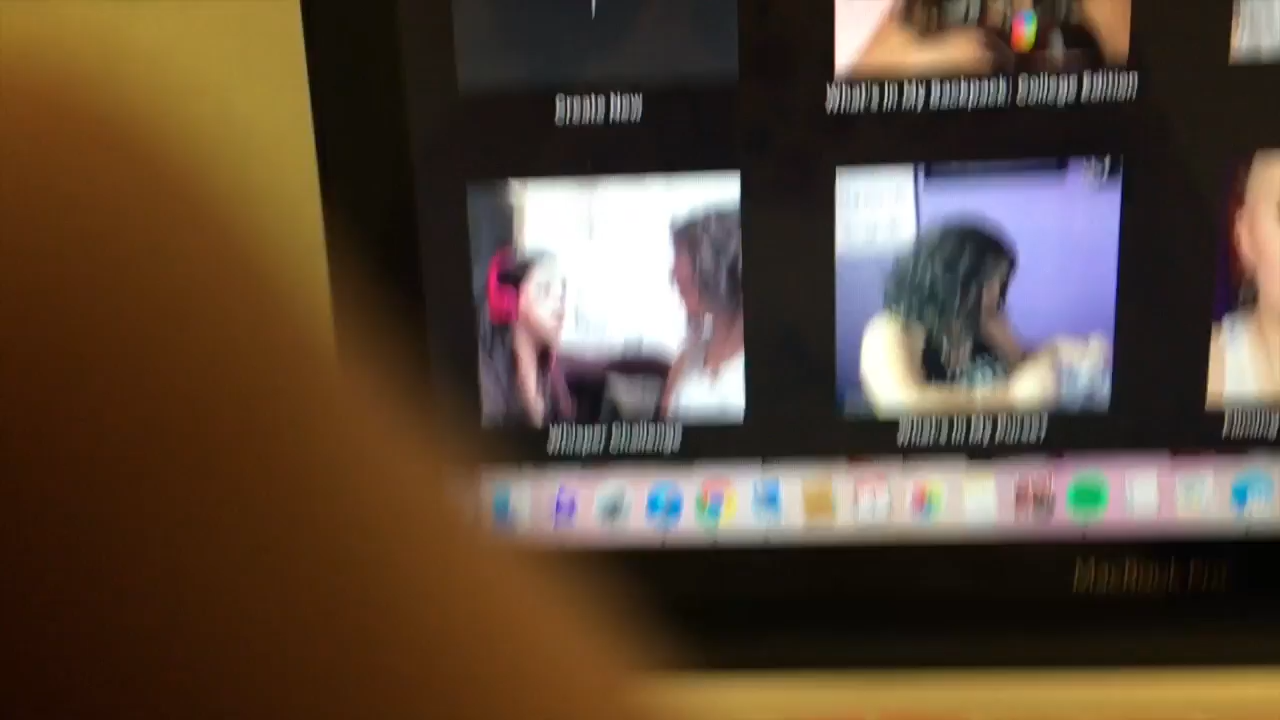 Create New
What's in My Backpack: College Edition
Whisper Challenge
What's in My Purse?
MacBook Pro